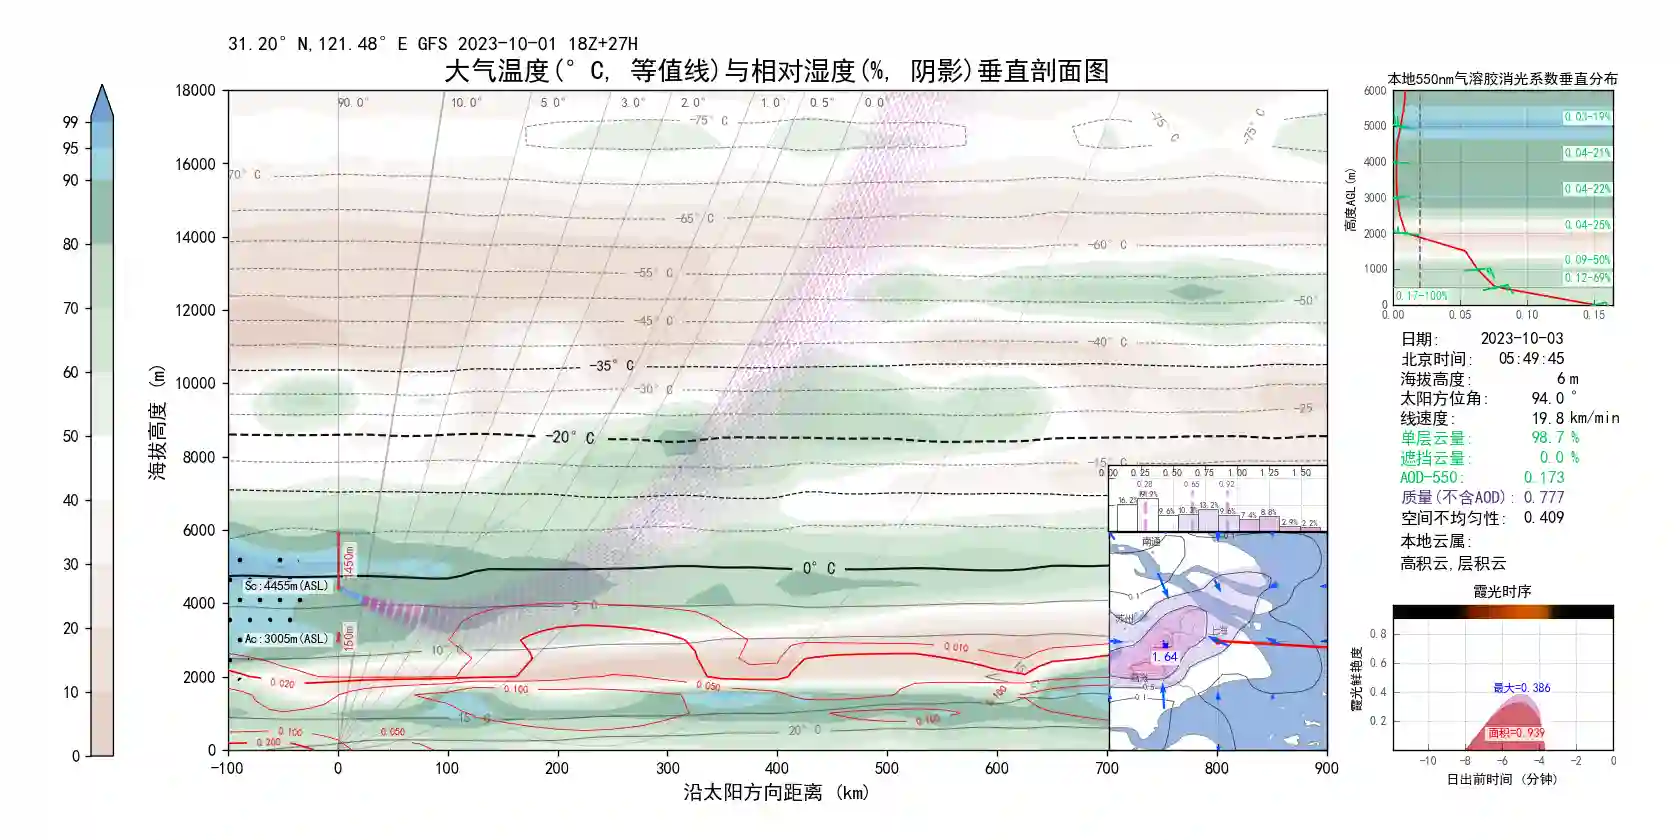 31.20° N,121.48° E GFS 2023-10-01 18Z+27H
大气温度(° C, 等值线)与相对湿度(%, 阴影)垂直剖面图
99
95
90
80
70
60
50
40
30
20
10
0
海拔高度 (m)
18000
16000
14000
12000
10000
8000
6000
4000
2000
0
90.0° 10.0° 5.0° 3.0° 2.0° 1.0° 0.5° 0.0°
-75° C
-75° C
-75° C
70° C
-65° C
-60° C
-55° C
-50°
-45° C
-40° C
-35° C
-30° C
-25
-20° C
-15° C
0° C
5° C
10° C
15° C
20° C
Sc:4455m(ASL)
Ac:3005m(ASL)
1450m
150m
0.020
0.100
0.050
0.010
0.100
0.100
0.100
0.200
0.050
-100 0 100 200 300 400 500 600 700 800 900
沿太阳方向距离 (km)
0.25 0.50 0.75 1.00 1.25 1.50
0.28 0.65 0.92
16.2%
9.6%
13.2%
7.4%
8.8%
2.9%
2.2%
南通
1.64
0.1
本地550nm气溶胶消光系数垂直分布
高度AGL(m)
6000
5000
4000
3000
2000
1000
0
0.03-19%
0.04-21%
0.04-22%
0.04-25%
0.09-50%
0.12-69%
0.17-100%
0.00 0.05 0.10 0.15
日期: 2023-10-03
北京时间: 05:49:45
海拔高度: 6 m
太阳方位角: 94.0 °
线速度: 19.8 km/min
单层云量: 98.7 %
遮挡云量: 0.0 %
AOD-550: 0.173
质量(不含AOD): 0.777
空间不均匀性: 0.409
本地云属:
高积云,层积云
霞光时序
霞光鲜艳度
0.8
0.6
0.4
0.2
最大=0.386
面积=0.939
-10 -8 -6 -4 -2 0
日出前时间 (分钟)